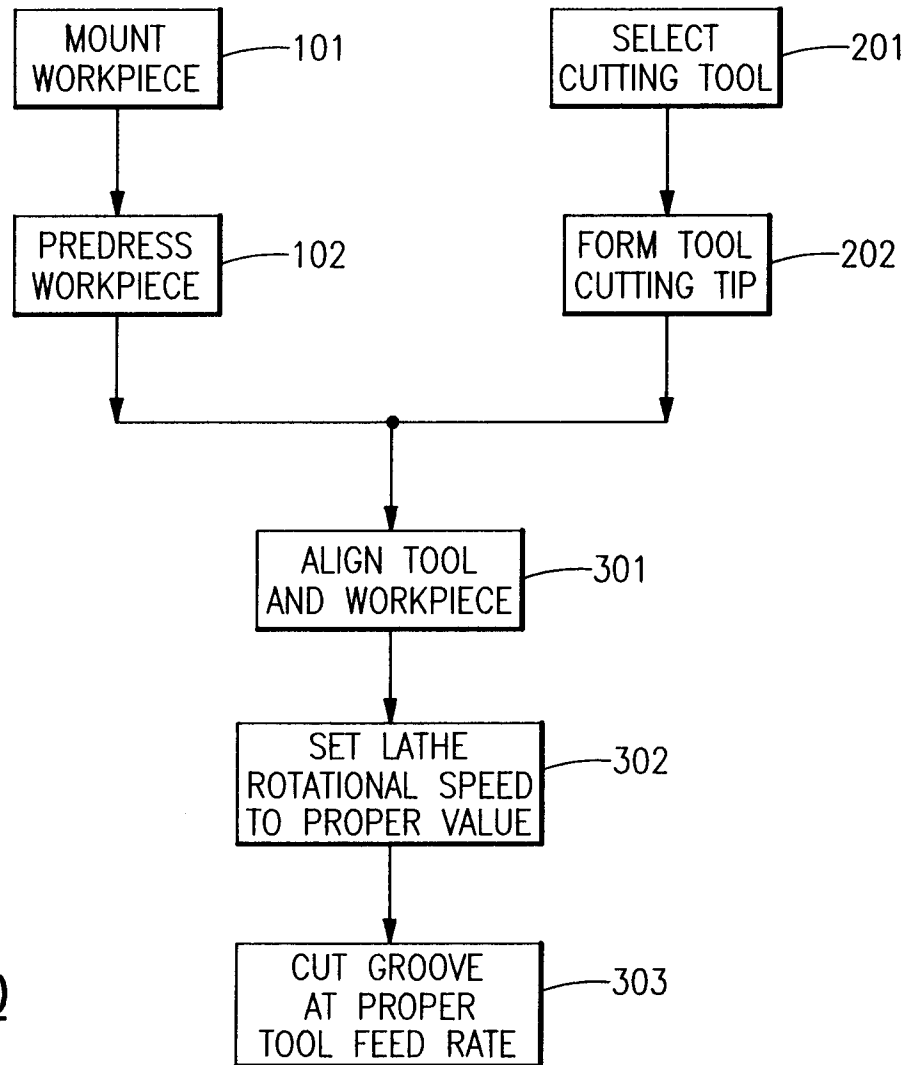 MOUNT
WORKPIECE
101
SELECT
CUTTING TOOL
201
PREDRESS
WORKPIECE
102
FORM TOOL
CUTTING TIP
202
ALIGN TOOL
AND WORKPIECE
301
SET LATHE
ROTATIONAL SPEED
TO PROPER VALUE
302
CUT GROOVE
AT PROPER
TOOL FEED RATE
303